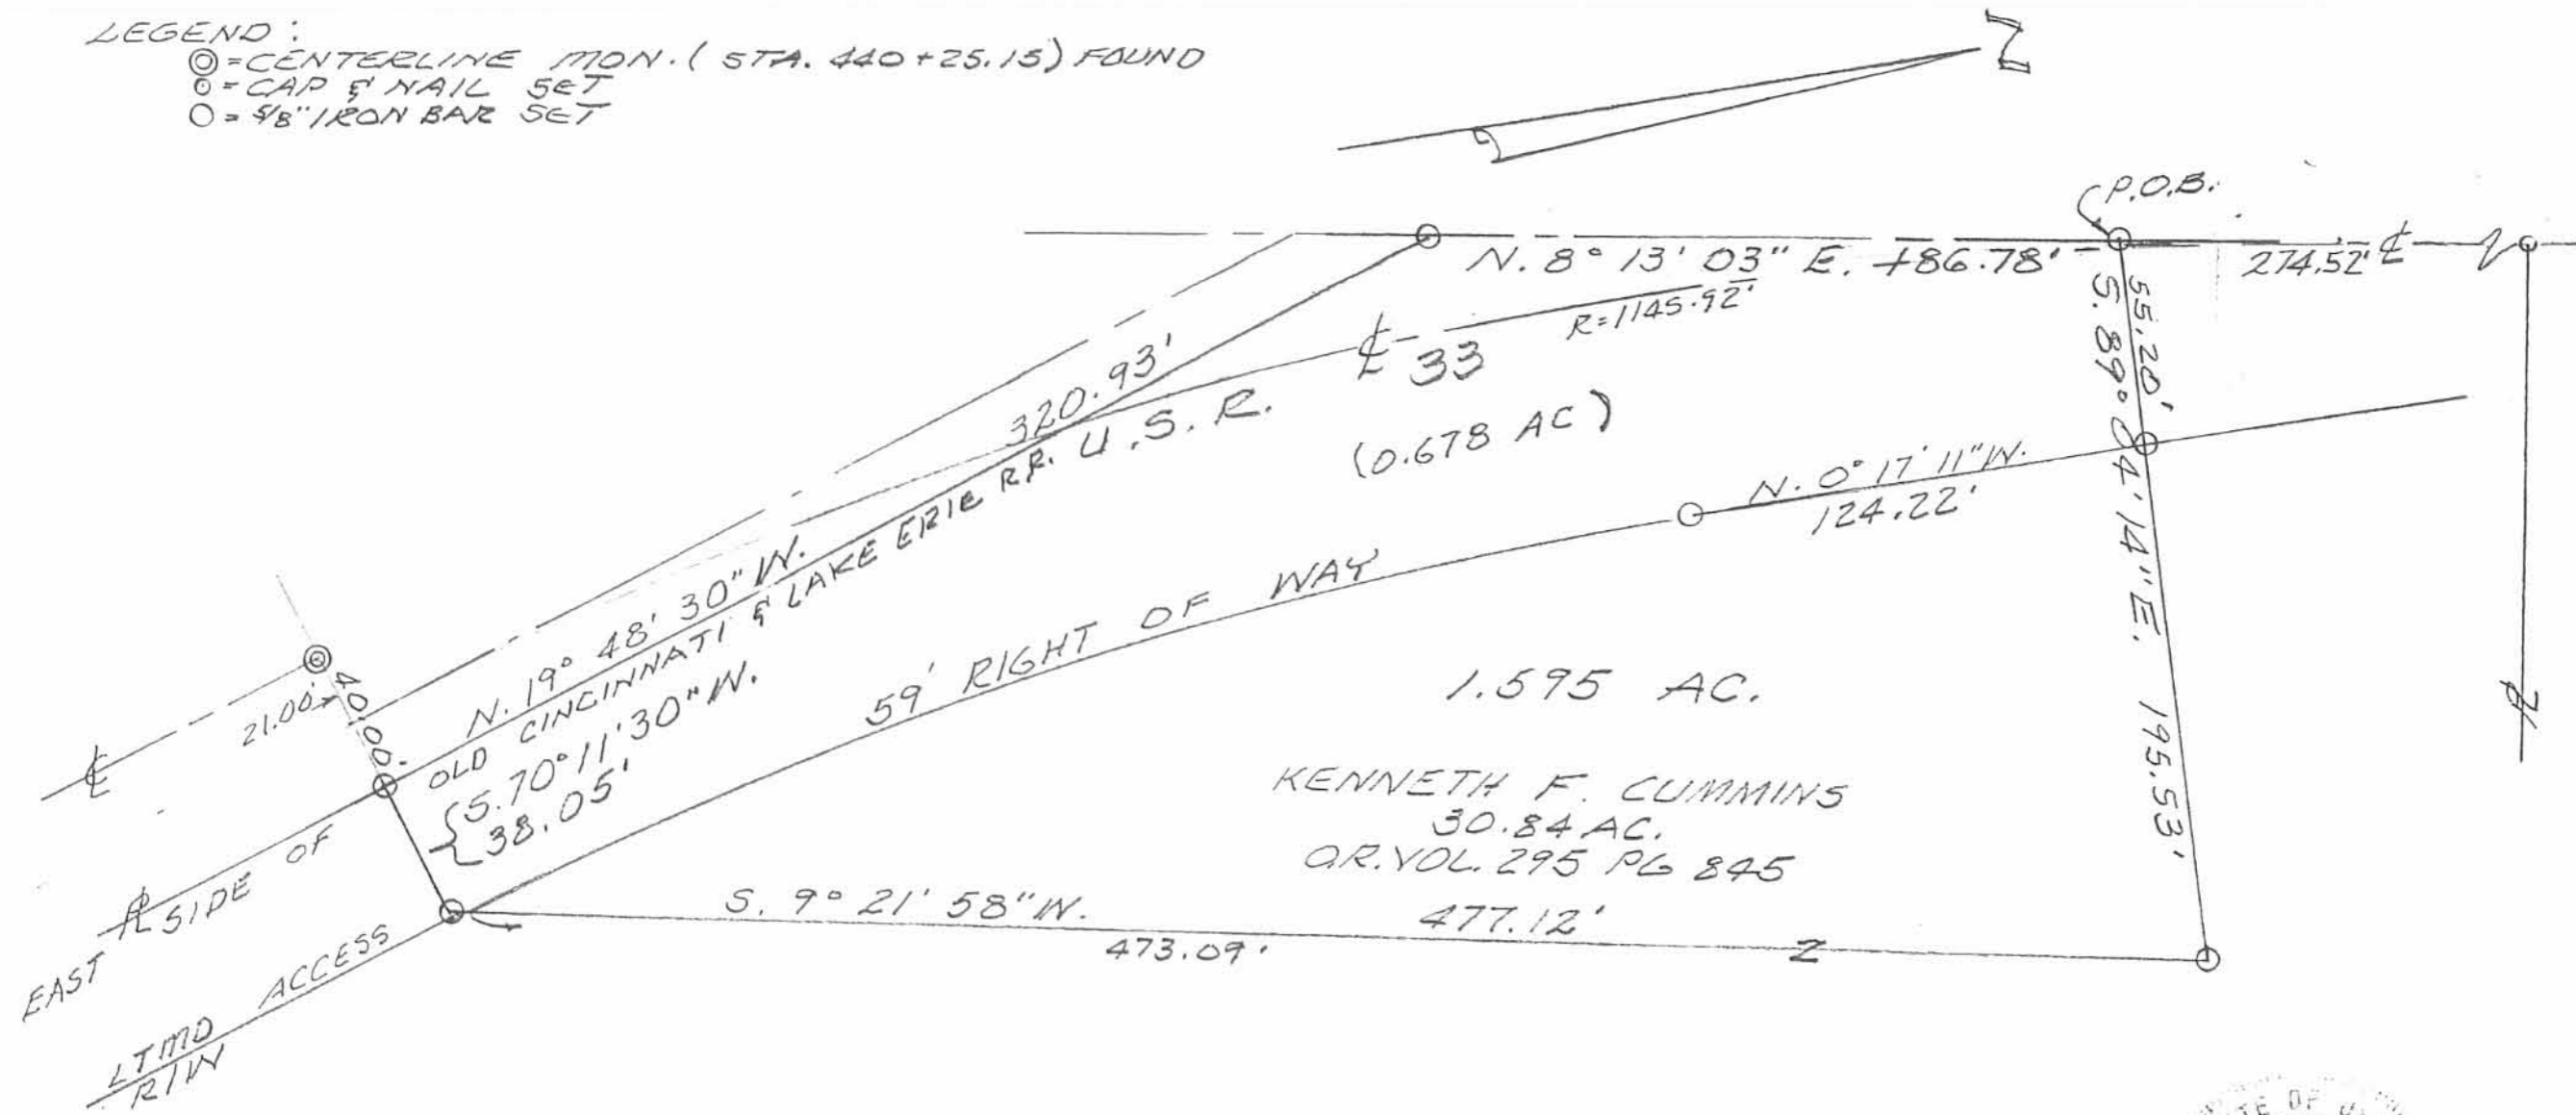 LEGEND:
◎ = CENTERLINE MON. ( STA. 440+25.15) FOUND
⊙ = CAP & NAIL SET
○ = 5/8" IRON BAR SET
N
P.O.B.
N. 8° 13' 03" E. 186.78'
274.52' ℄
55.20'
S. 89° 04' 14" E. 195.53'
R=1145.92'
320.93'
℄ 33
U.S.R.
(0.678 AC)
N. 0° 17' 11" W.
124.22'
N. 19° 48' 30" W.
OLD CINCINNATI & LAKE ERIE R.R.
59' RIGHT OF WAY
40.00'
21.00'
℄
S. 70° 11' 30" W.
38.05'
1.595 AC.
KENNETH F. CUMMINS
30.84 AC.
O.R. VOL. 295 PG 845
EAST SIDE OF
S. 9° 21' 58" W.
477.12'
473.09'
LTMD ACCESS
R/W
TE OF